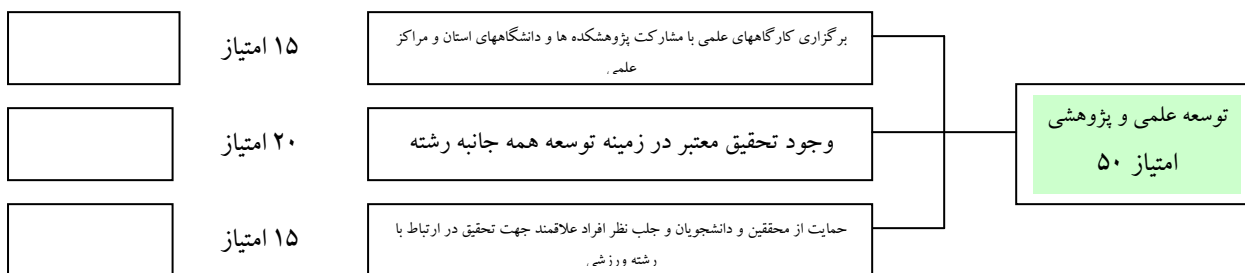 توسعه علمی و پژوهشی
امتیاز ۵۰
برگزاری کارگاههای علمی با مشارکت پژوهشکده ها و دانشگاههای استان و مراکز
علمی
۱۵ امتیاز
وجود تحقیق معتبر در زمینه توسعه همه جانبه رشته
۲۰ امتیاز
حمایت از محققین و دانشجویان و جلب نظر افراد علاقمند جهت تحقیق در ارتباط با
رشته ورزشی
۱۵ امتیاز